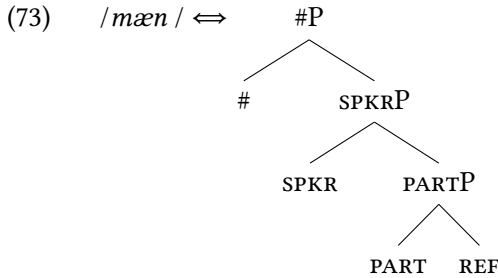 (73) /mæn / ⇔ #P
# SPKRP
SPKR PARTP
PART REF